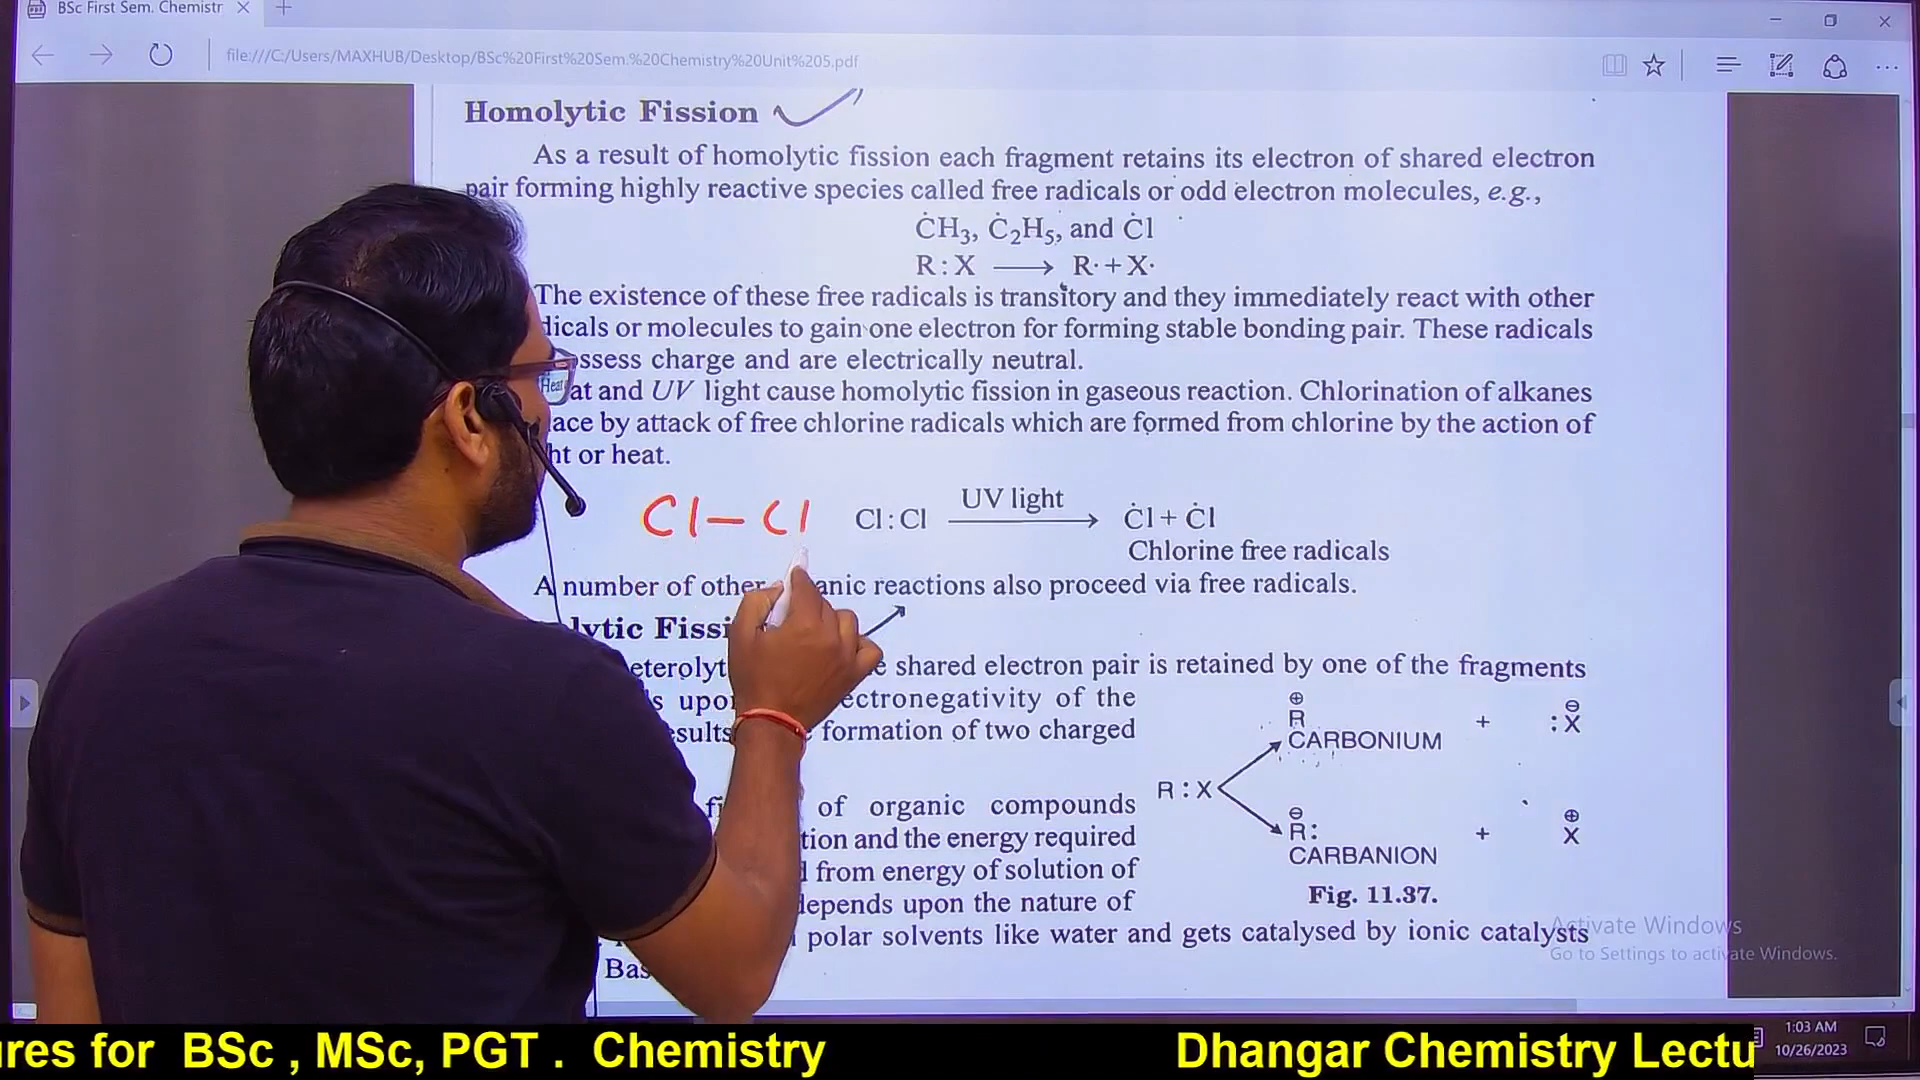 BSc First Sem. Chemistr
file:///C:/Users/MAXHUB/Desktop/BSc%20First%20Sem.%20Chemistry%20Unit%205.pdf
Homolytic Fission
As a result of homolytic fission each fragment retains its electron of shared electron
pair forming highly reactive species called free radicals or odd electron molecules, e.g.,
ĊH₃, Ċ₂H₅, and Ċl
R : X ⟶ R· + X·
The existence of these free radicals is transitory and they immediately react with other
dicals or molecules to gain one electron for forming stable bonding pair. These radicals
ossess charge and are electrically neutral.
Heat
at and UV light cause homolytic fission in gaseous reaction. Chlorination of alkanes
lace by attack of free chlorine radicals which are formed from chlorine by the action of
ht or heat.
Cl – Cl
UV light
Cl : Cl ⟶ Ċl + Ċl
Chlorine free radicals
A number of other anic reactions also proceed via free radicals.
lytic Fissi
eterolyt e shared electron pair is retained by one of the fragments
s upo ectronegativity of the
esults formation of two charged
⊕ R CARBONIUM + ⊖ :X
R : X
⊖ R: CARBANION + ⊕ X
Fig. 11.37.
fi of organic compounds
tion and the energy required
from energy of solution of
depends upon the nature of
polar solvents like water and gets catalysed by ionic catalysts
Bas
Activate Windows
Go to Settings to activate Windows.
1:03 AM
10/26/2023
ures for BSc , MSc, PGT . Chemistry Dhangar Chemistry Lectu